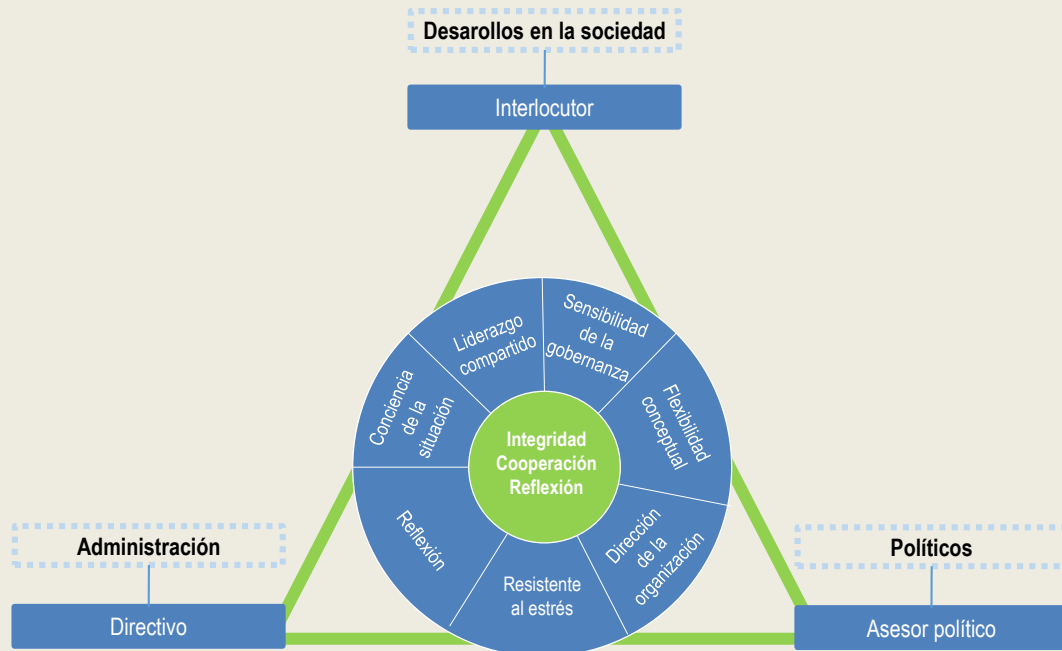 Desarollos en la sociedad
Interlocutor
Liderazgo
compartido
Sensibilidad
de la
gobernanza
Conciencia
de la
situación
Flexibilidad
conceptual
Integridad
Cooperación
Reflexión
Reflexión
Resistente
al estrés
Dirección
de la
organización
Administración
Directivo
Políticos
Asesor político